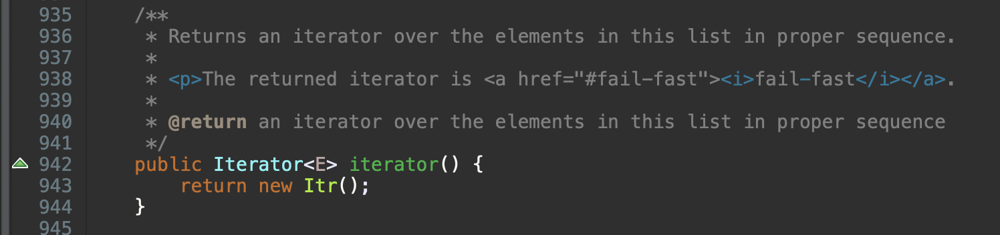 935 /**
936 * Returns an iterator over the elements in this list in proper sequence.
937 *
938 * <p>The returned iterator is <a href="#fail-fast"><i>fail-fast</i></a>.
939 *
940 * @return an iterator over the elements in this list in proper sequence
941 */
942 public Iterator<E> iterator() {
943 return new Itr();
944 }
945